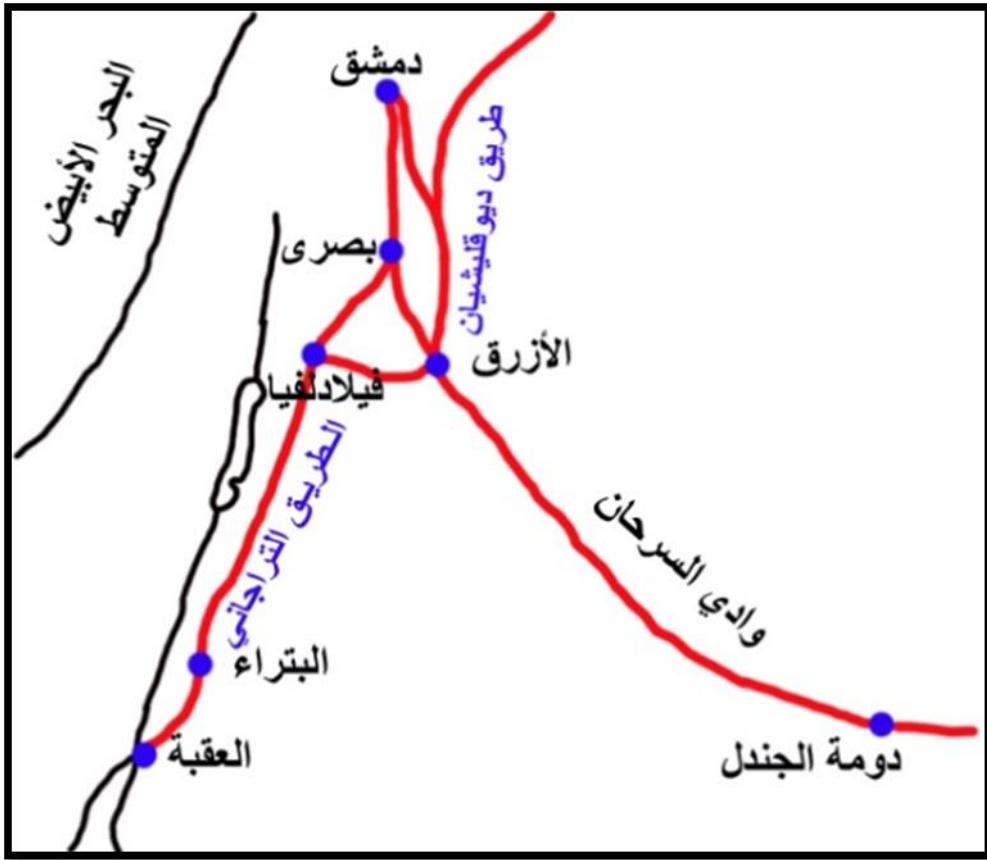 دمشق
البحر الأبيض
المتوسط
طريق ديوقليشيان
بصرى
الأزرق
فيلادلفيا
الطريق التراجاني
وادي السرحان
البتراء
العقبة
دومة الجندل